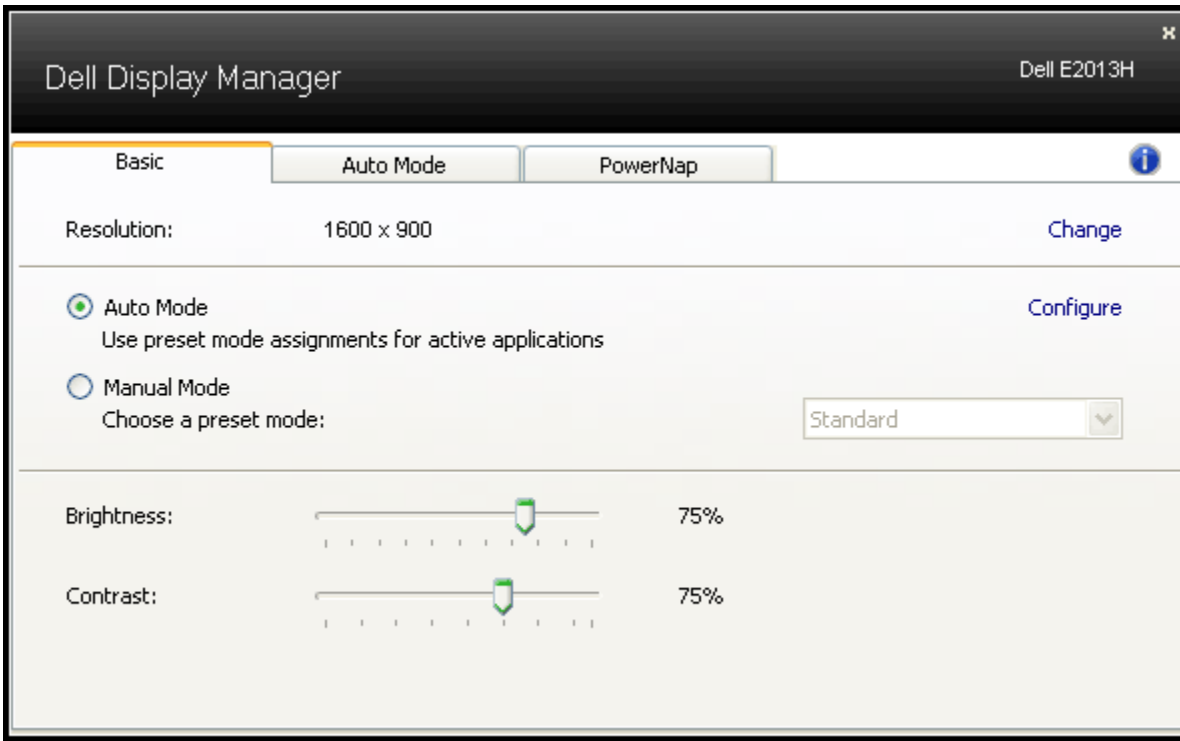 Dell Display Manager
Dell E2013H
Basic
Auto Mode
PowerNap
Resolution:
1600 x 900
Change
Auto Mode
Configure
Use preset mode assignments for active applications
Manual Mode
Choose a preset mode:
Standard
Brightness:
75%
Contrast:
75%